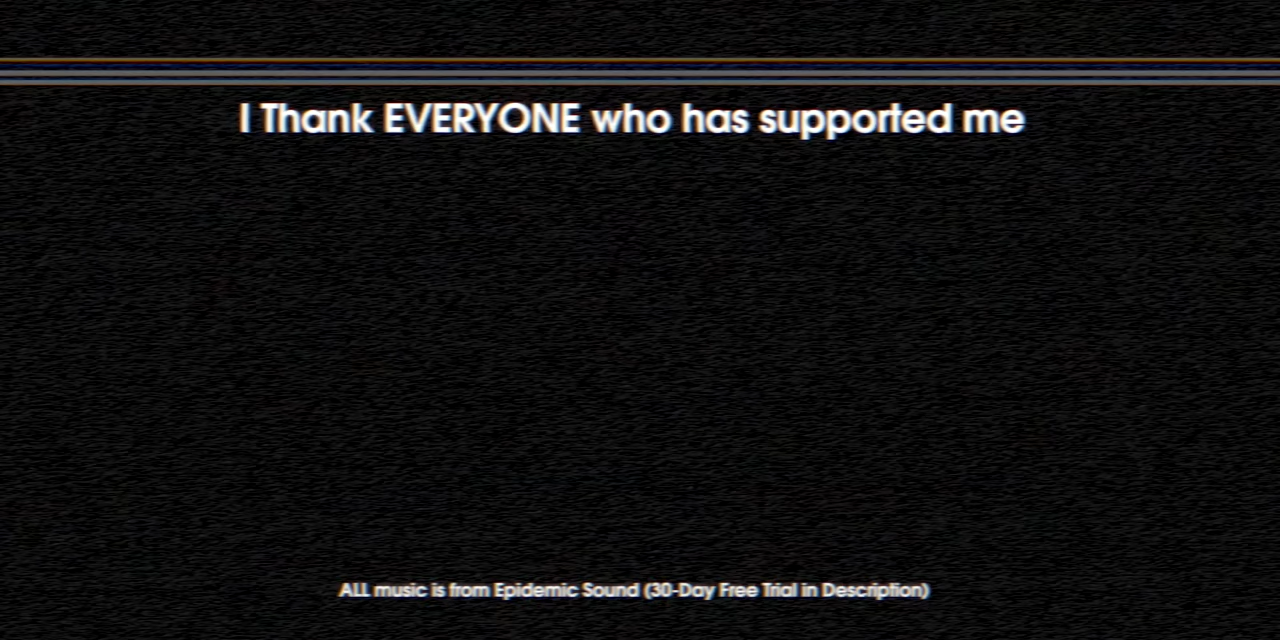 I Thank EVERYONE who has supported me
ALL music is from Epidemic Sound (30-Day Free Trial in Description)